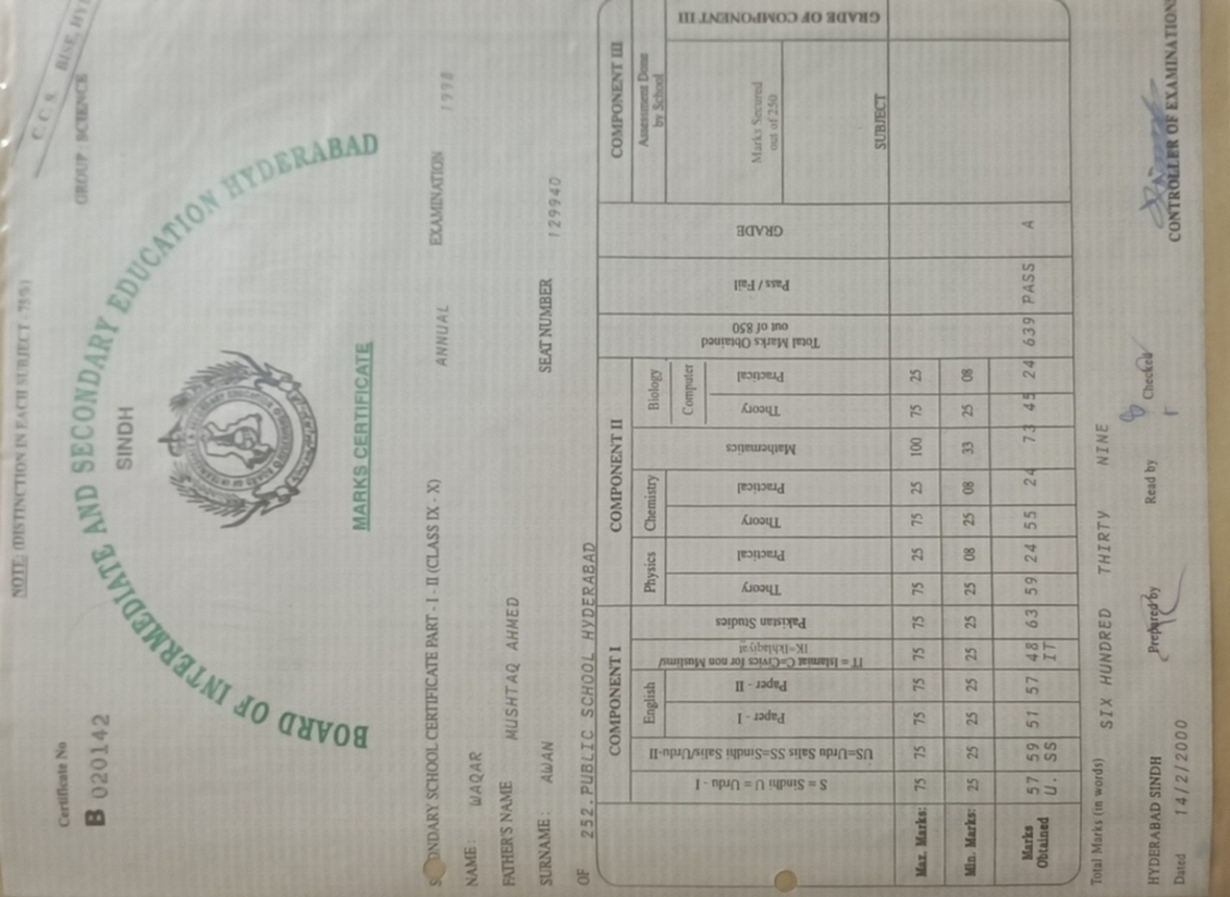 NOTE: (DISTINCTION IN EACH SUBJECT : 75%)
C.C.S. BISE, HY
Certificate No
B 020142
GROUP : SCIENCE
BOARD OF INTERMEDIATE AND SECONDARY EDUCATION HYDERABAD
SINDH
MARKS CERTIFICATE
NDARY SCHOOL CERTIFICATE PART - I - II (CLASS IX - X) ANNUAL EXAMINATION 1998
NAME : WAQAR
FATHER'S NAME MUSHTAQ AHMED
SURNAME : AWAN SEAT NUMBER 129940
OF 252.PUBLIC SCHOOL HYDERABAD
COMPONENT I COMPONENT II COMPONENT III
English Physics Chemistry Biology Assessment Done
by School
Computer
S = Sindhi U = Urdu - I
US=Urdu Salis SS=Sindhi Salis/Urdu-II
Paper - I
Paper - II
IT = Islamiat C=Civics for non Muslims/
IK=Ikhlaqiyat
Pakistan Studies
Theory
Practical
Theory
Practical
Mathematics
Theory
Practical
Total Marks Obtained
out of 850
Pass / Fail
GRADE
Marks Secured
out of 250
SUBJECT
GRADE OF COMPONENT III
Max. Marks: 75 75 75 75 75 75 75 25 75 25 100 75 25
Min. Marks: 25 25 25 25 25 25 25 08 25 08 33 25 08
Marks
Obtained
57 59 51 57 48 63 59 24 55 24 73 45 24 639 PASS A
U. SS IT
Total Marks (in words) SIX HUNDRED THIRTY NINE
HYDERABAD SINDH Prepared by Read by Checked
Dated 14/2/2000 CONTROLLER OF EXAMINATION